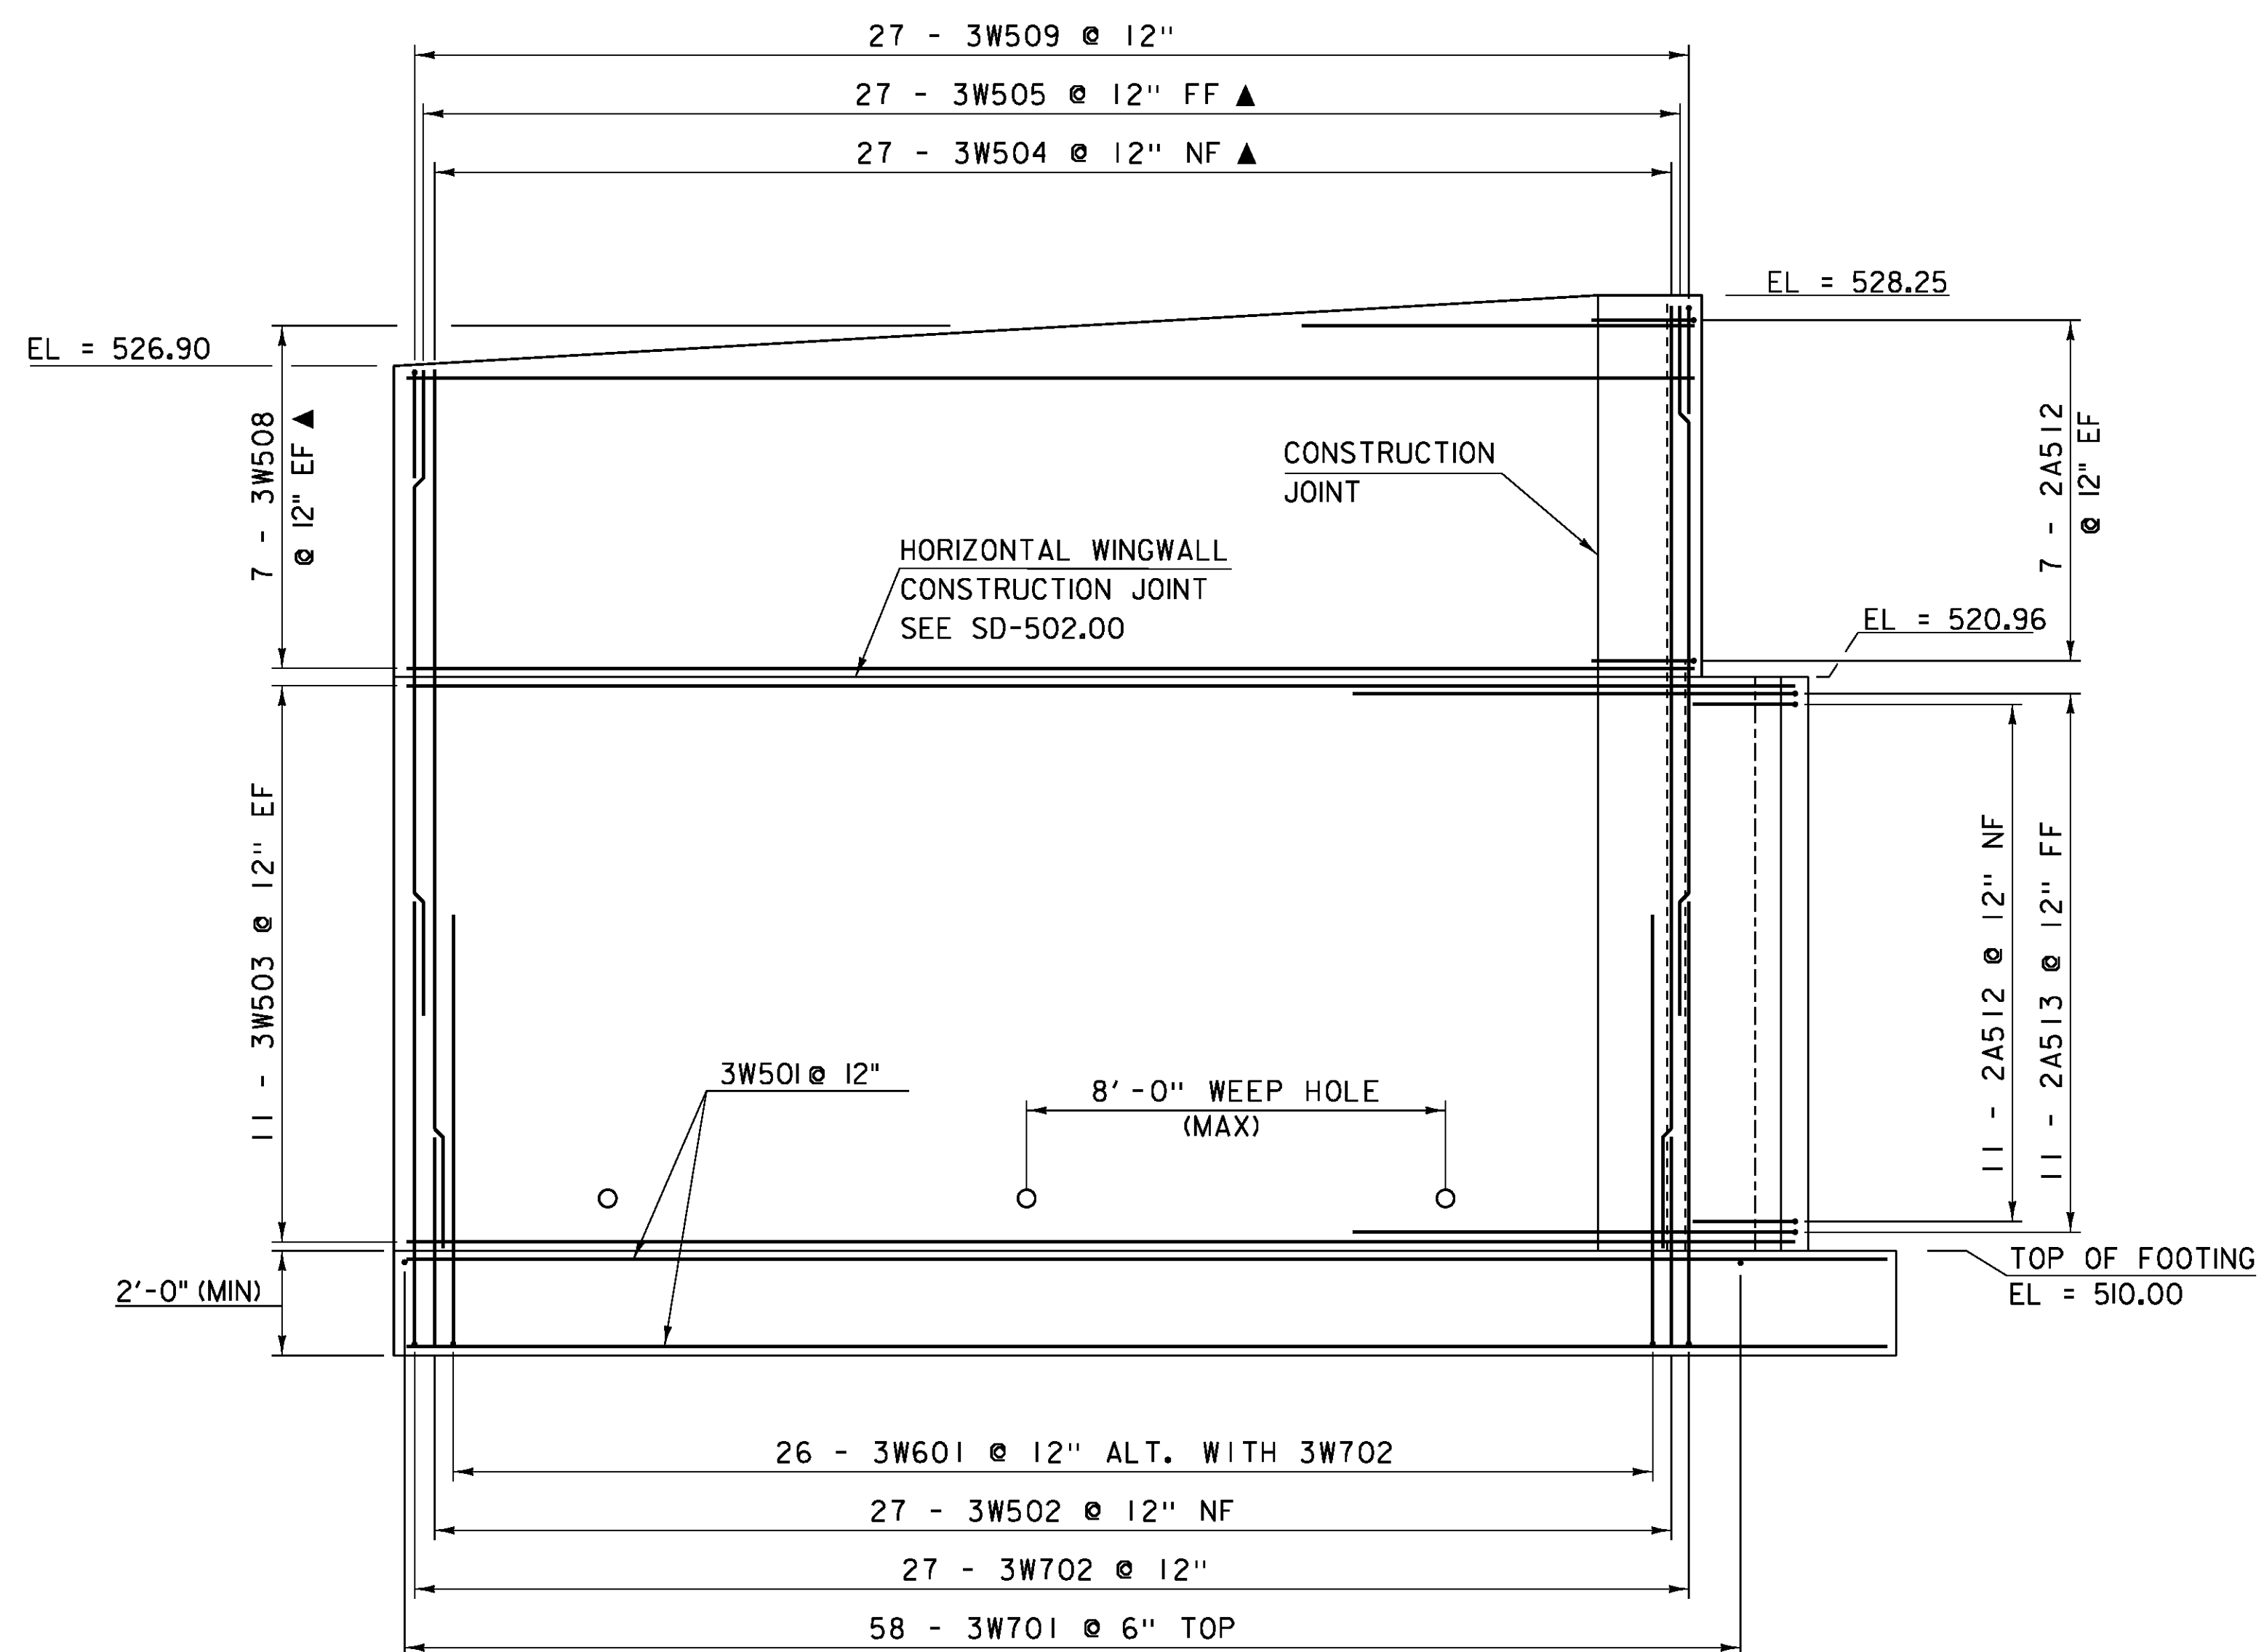 27 - 3W509 @ 12"
27 - 3W505 @ 12" FF ▲
27 - 3W504 @ 12" NF ▲
EL = 528.25
EL = 526.90
7 - 3W508
@ 12" EF ▲
7 - 2A512
@ 12" EF
CONSTRUCTION
JOINT
HORIZONTAL WINGWALL
CONSTRUCTION JOINT
SEE SD-502.00
EL = 520.96
11 - 3W503 @ 12" EF
11 - 2A512 @ 12" NF
11 - 2A513 @ 12" FF
3W501 @ 12"
8'-0" WEEP HOLE
(MAX)
2'-0" (MIN)
TOP OF FOOTING
EL = 510.00
26 - 3W601 @ 12" ALT. WITH 3W702
27 - 3W502 @ 12" NF
27 - 3W702 @ 12"
58 - 3W701 @ 6" TOP